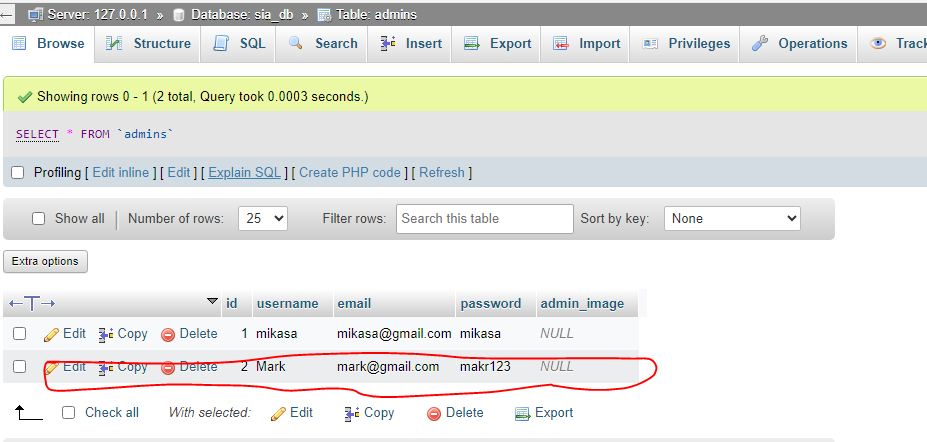 Server: 127.0.0.1 » Database: sia_db » Table: admins
Browse Structure SQL Search Insert Export Import Privileges Operations Track
Showing rows 0 - 1 (2 total, Query took 0.0003 seconds.)
SELECT * FROM `admins`
Profiling [ Edit inline ] [ Edit ] [ Explain SQL ] [ Create PHP code ] [ Refresh ]
Show all Number of rows: 25 Filter rows: Search this table Sort by key: None
Extra options
←T→ id username email password admin_image
Edit Copy Delete 1 mikasa mikasa@gmail.com mikasa NULL
Edit Copy Delete 2 Mark mark@gmail.com makr123 NULL
Check all With selected: Edit Copy Delete Export